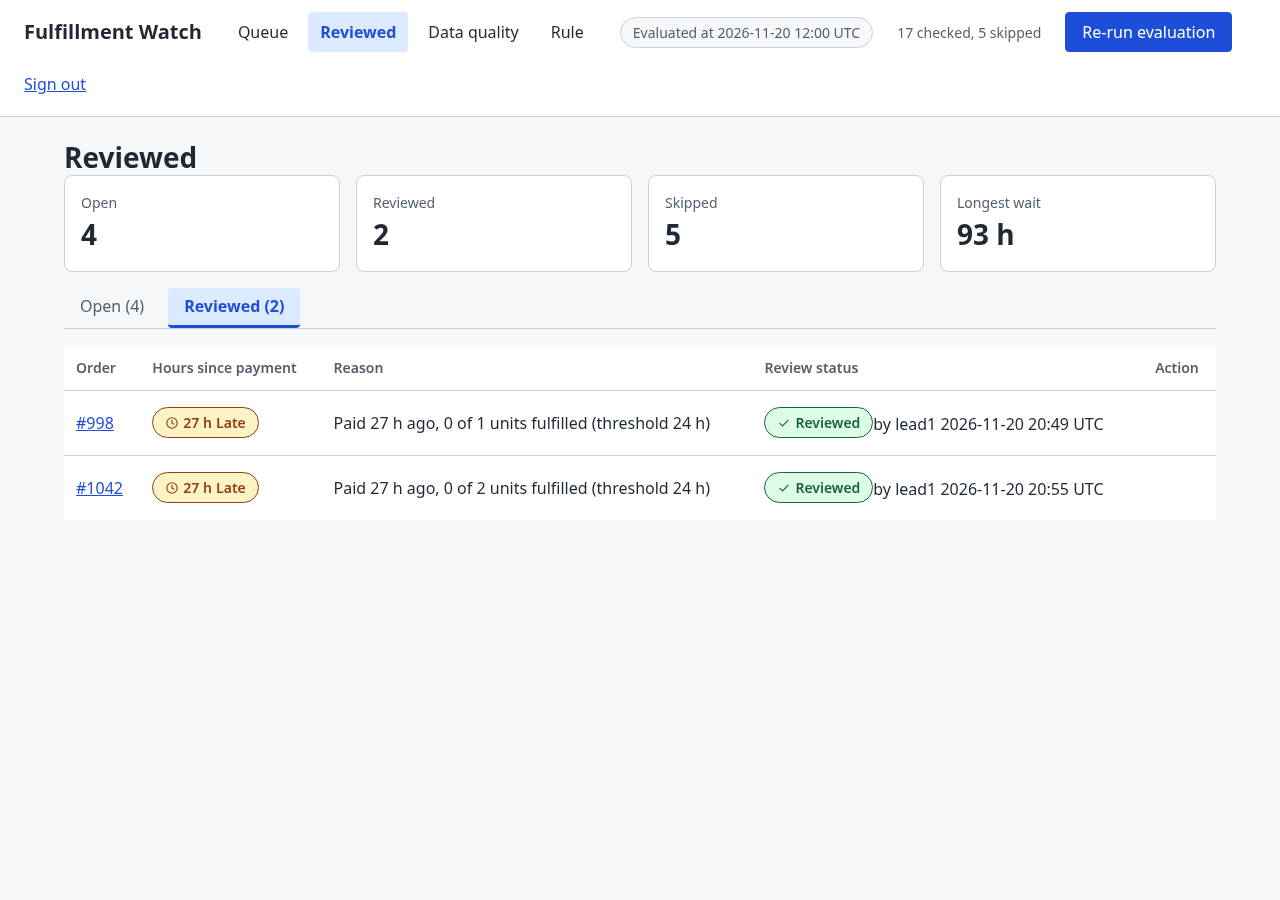 Fulfillment Watch Queue Reviewed Data quality Rule Evaluated at 2026-11-20 12:00 UTC 17 checked, 5 skipped Re-run evaluation
Sign out
Reviewed
Open Reviewed Skipped Longest wait
4 2 5 93 h
Open (4) Reviewed (2)
Order Hours since payment Reason Review status Action
#998 27 h Late Paid 27 h ago, 0 of 1 units fulfilled (threshold 24 h) Reviewed by lead1 2026-11-20 20:49 UTC
#1042 27 h Late Paid 27 h ago, 0 of 2 units fulfilled (threshold 24 h) Reviewed by lead1 2026-11-20 20:55 UTC